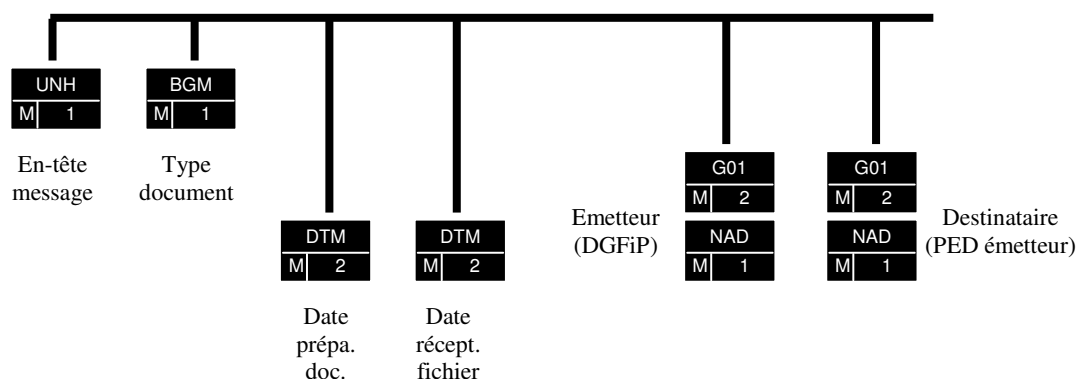 UNH
M 1
En-tête
message
BGM
M 1
Type
document
DTM
M 2
Date
prépa.
doc.
DTM
M 2
Date
récept.
fichier
Emetteur
(DGFiP)
G01
M 2
NAD
M 1
G01
M 2
NAD
M 1
Destinataire
(PED émetteur)